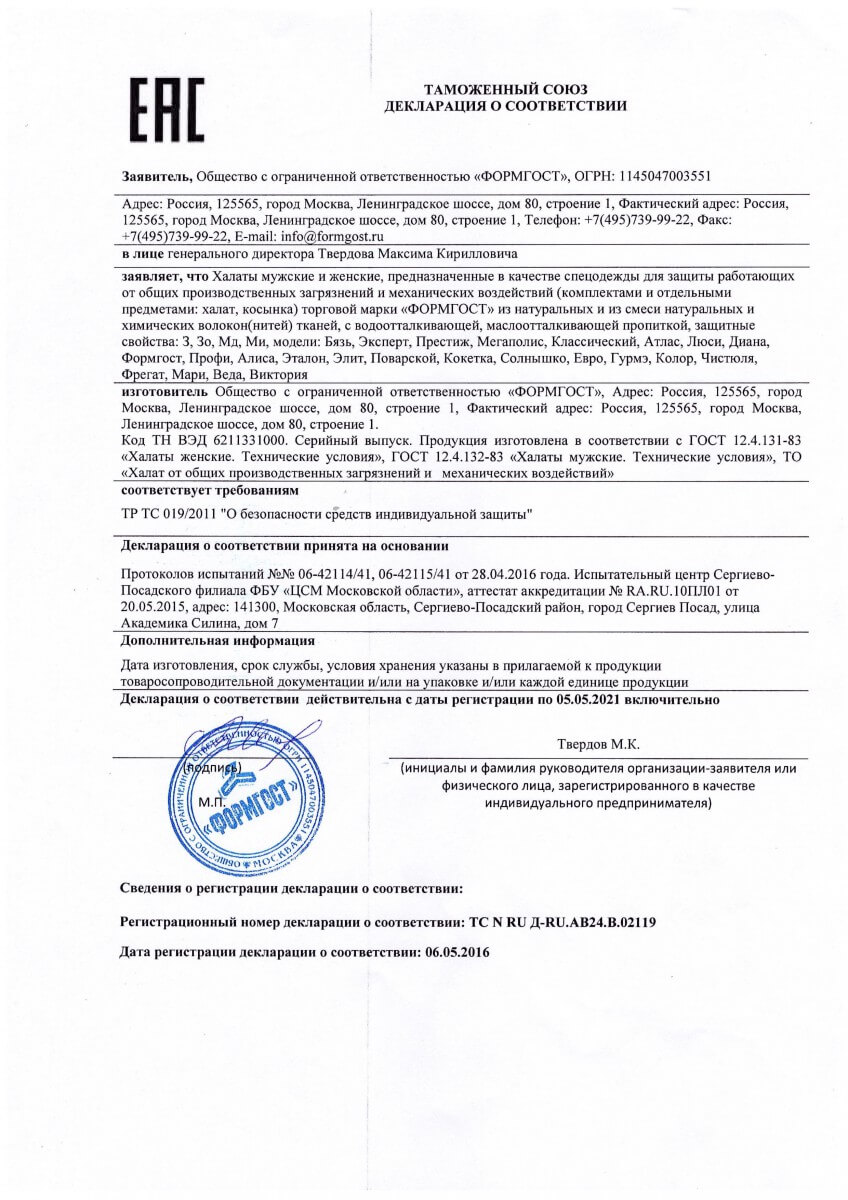 EAC
ТАМОЖЕННЫЙ СОЮЗ
ДЕКЛАРАЦИЯ О СООТВЕТСТВИИ
Заявитель, Общество с ограниченной ответственностью «ФОРМГОСТ», ОГРН: 1145047003551
Адрес: Россия, 125565, город Москва, Ленинградское шоссе, дом 80, строение 1, Фактический адрес: Россия,
125565, город Москва, Ленинградское шоссе, дом 80, строение 1, Телефон: +7(495)739-99-22, Факс:
+7(495)739-99-22, E-mail: info@formgost.ru
в лице генерального директора Твердова Максима Кирилловича
заявляет, что Халаты мужские и женские, предназначенные в качестве спецодежды для защиты работающих
от общих производственных загрязнений и механических воздействий (комплектами и отдельными
предметами: халат, косынка) торговой марки «ФОРМГОСТ» из натуральных и из смеси натуральных и
химических волокон(нитей) тканей, с водоотталкивающей, маслоотталкивающей пропиткой, защитные
свойства: З, Зо, Мд, Ми, модели: Бязь, Эксперт, Престиж, Мегаполис, Классический, Атлас, Люси, Диана,
Формгост, Профи, Алиса, Эталон, Элит, Поварской, Кокетка, Солнышко, Евро, Гурмэ, Колор, Чистюля,
Фрегат, Мари, Веда, Виктория
изготовитель Общество с ограниченной ответственностью «ФОРМГОСТ», Адрес: Россия, 125565, город
Москва, Ленинградское шоссе, дом 80, строение 1, Фактический адрес: Россия, 125565, город Москва,
Ленинградское шоссе, дом 80, строение 1.
Код ТН ВЭД 6211331000. Серийный выпуск. Продукция изготовлена в соответствии с ГОСТ 12.4.131-83
«Халаты женские. Технические условия», ГОСТ 12.4.132-83 «Халаты мужские. Технические условия», ТО
«Халат от общих производственных загрязнений и механических воздействий»
соответствует требованиям
ТР ТС 019/2011 "О безопасности средств индивидуальной защиты"
Декларация о соответствии принята на основании
Протоколов испытаний №№ 06-42114/41, 06-42115/41 от 28.04.2016 года. Испытательный центр Сергиево-
Посадского филиала ФБУ «ЦСМ Московской области», аттестат аккредитации № RA.RU.10ПЛ01 от
20.05.2015, адрес: 141300, Московская область, Сергиево-Посадский район, город Сергиев Посад, улица
Академика Силина, дом 7
Дополнительная информация
Дата изготовления, срок службы, условия хранения указаны в прилагаемой к продукции
товаросопроводительной документации и/или на упаковке и/или каждой единице продукции
Декларация о соответствии действительна с даты регистрации по 05.05.2021 включительно
Твердов М.К.
(подпись)
(инициалы и фамилия руководителя организации-заявителя или
физического лица, зарегистрированного в качестве
индивидуального предпринимателя)
М.П.
ОБЩЕСТВО С ОГРАНИЧЕННОЙ ОТВЕТСТВЕННОСТЬЮ ОГРН 1145047003551
«ФОРМГОСТ»
МОСКВА
Сведения о регистрации декларации о соответствии:
Регистрационный номер декларации о соответствии: ТС N RU Д-RU.АВ24.В.02119
Дата регистрации декларации о соответствии: 06.05.2016